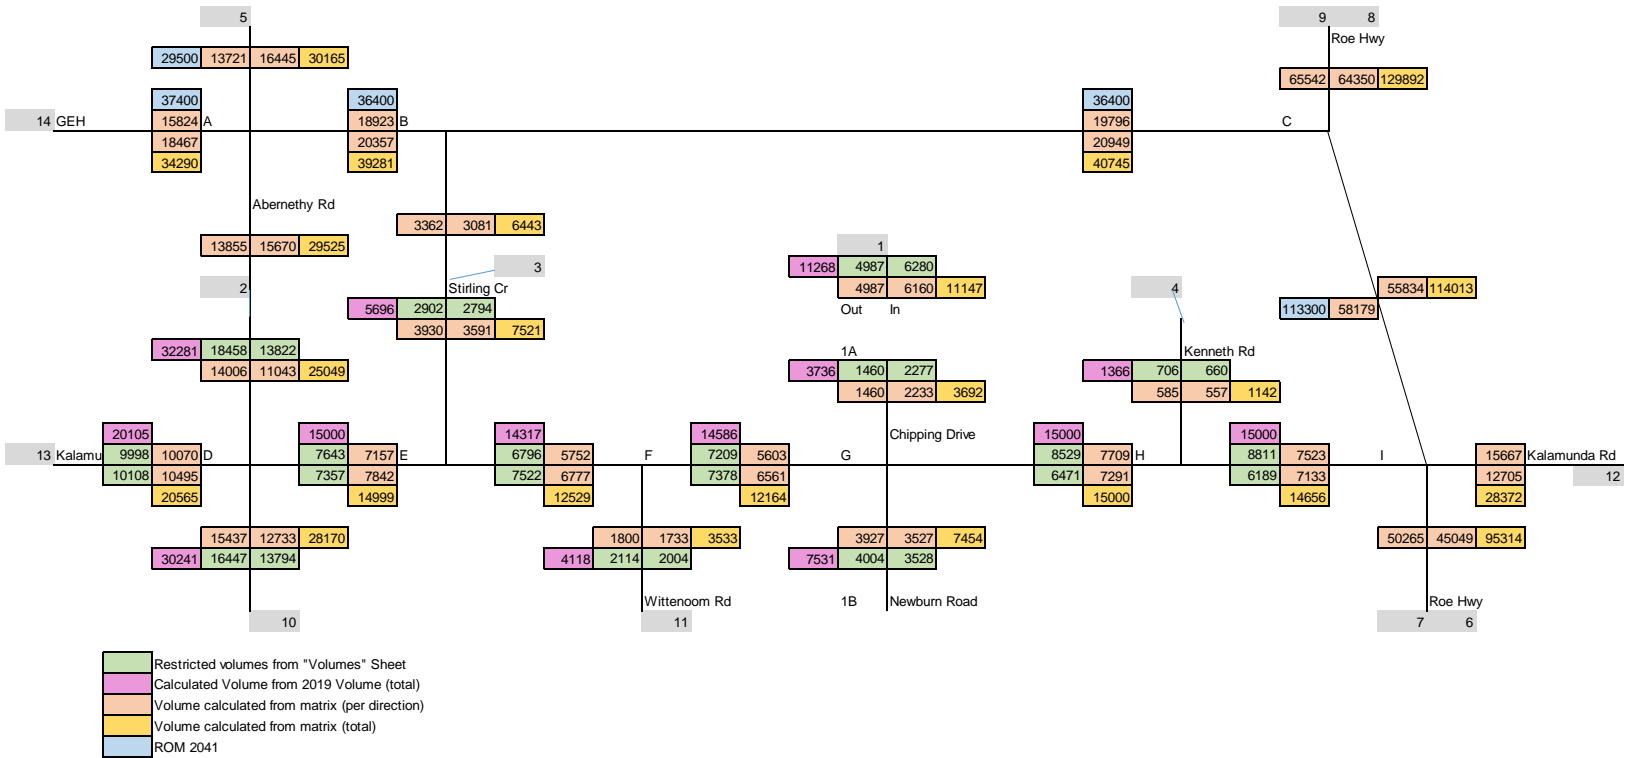 5 9 8
Roe Hwy
29500 13721 16445 30165
65542 64350 129892
37400 36400 36400
14 GEH 15824 A 18923 B 19796 C
18467 20357 20949
34290 39281 40745
Abernethy Rd
3362 3081 6443
13855 15670 29525 1
3 11268 4987 6280
2 Stirling Cr 4987 6160 11147 4 55834 114013
5696 2902 2794 Out In 113300 58179
3930 3591 7521
32281 18458 13822 1A Kenneth Rd
14006 11043 25049 3736 1460 2277 1366 706 660
1460 2233 3692 585 557 1142
20105 15000 14317 14586 Chipping Drive 15000 15000
13 Kalamu 9998 10070 D 7643 7157 E 6796 5752 F 7209 5603 G 8529 7709 H 8811 7523 I 15667 Kalamunda Rd
10108 10495 7357 7842 7522 6777 7378 6561 6471 7291 6189 7133 12705 12
20565 14999 12529 12164 15000 14656 28372
15437 12733 28170 1800 1733 3533 3927 3527 7454 50265 45049 95314
30241 16447 13794 4118 2114 2004 7531 4004 3528
Wittenoom Rd 1B Newburn Road Roe Hwy
10 11 7 6
Restricted volumes from "Volumes" Sheet
Calculated Volume from 2019 Volume (total)
Volume calculated from matrix (per direction)
Volume calculated from matrix (total)
ROM 2041